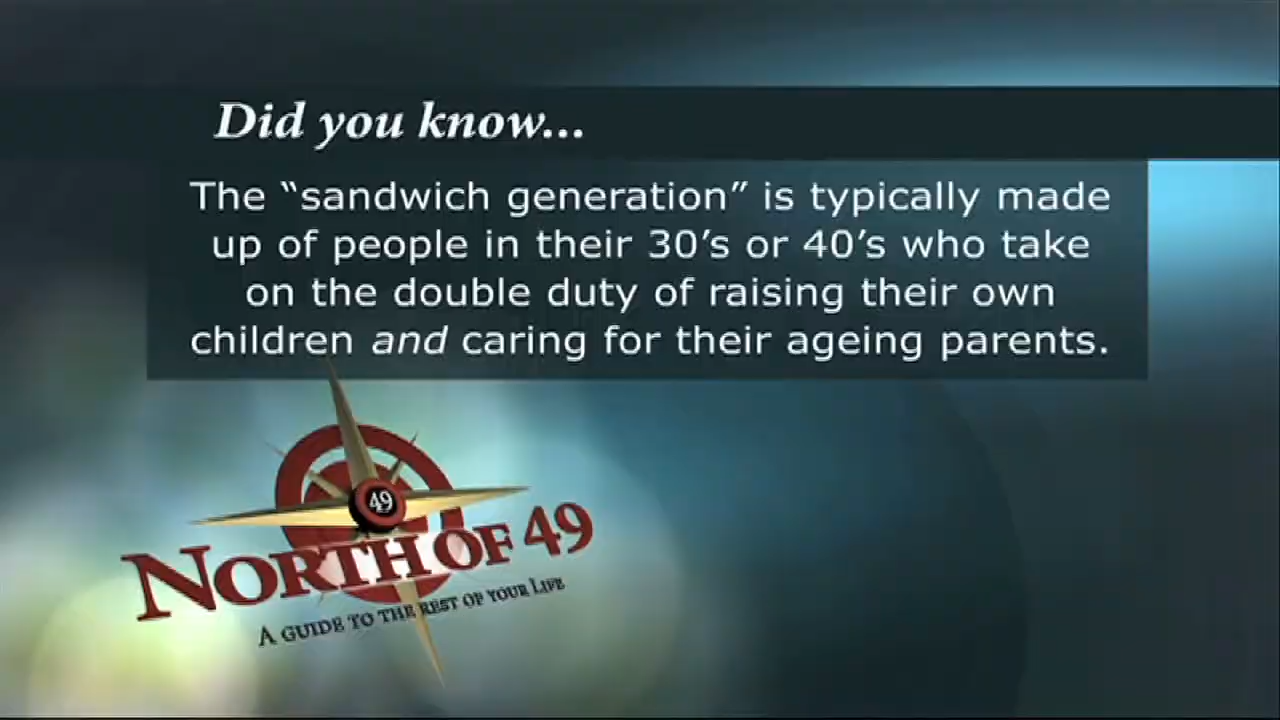 Did you know...
The “sandwich generation” is typically made
up of people in their 30’s or 40’s who take
on the double duty of raising their own
children and caring for their ageing parents.
49
NORTH OF 49
A GUIDE TO THE REST OF YOUR LIFE